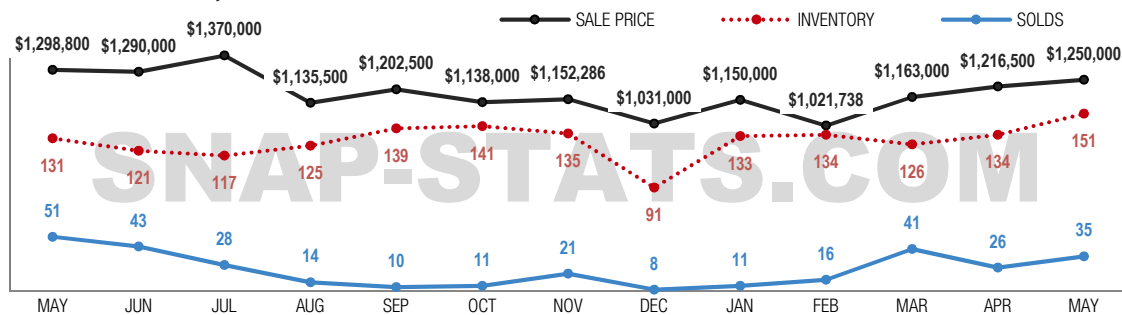 SALE PRICE INVENTORY SOLDS
$1,298,800 $1,290,000 $1,370,000 $1,135,500 $1,202,500 $1,138,000 $1,152,286 $1,031,000 $1,150,000 $1,021,738 $1,163,000 $1,216,500 $1,250,000
SNAP-STATS.COM
131 121 117 125 139 141 135 91 133 134 126 134 151
51 43 28 14 10 11 21 8 11 16 41 26 35
MAY JUN JUL AUG SEP OCT NOV DEC JAN FEB MAR APR MAY